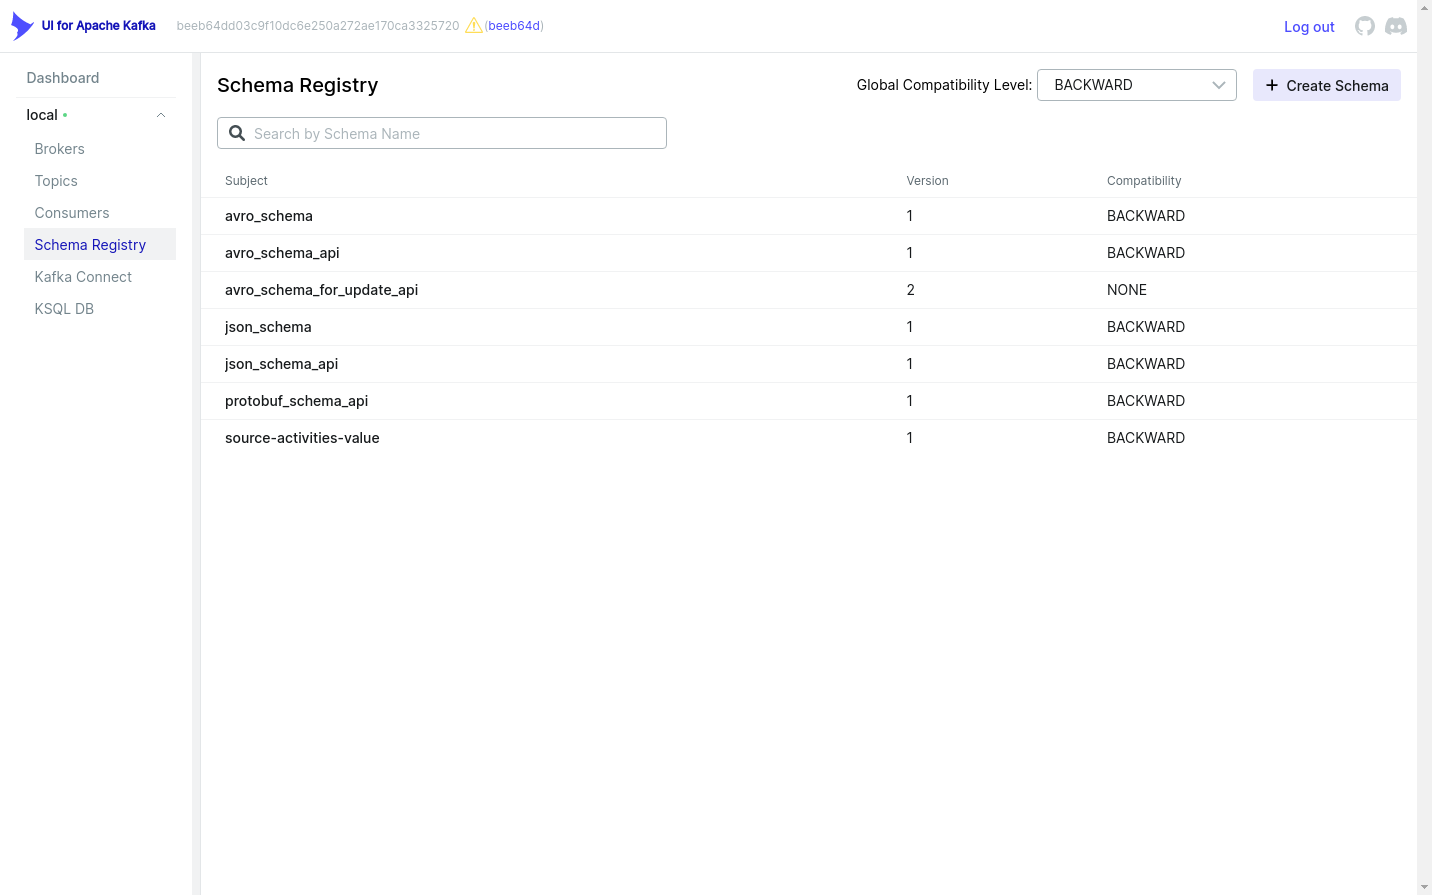 UI for Apache Kafka
beeb64dd03c9f10dc6e250a272ae170ca3325720 (beeb64d)
Log out
Dashboard
local
Brokers
Topics
Consumers
Schema Registry
Kafka Connect
KSQL DB
Schema Registry
Global Compatibility Level: BACKWARD
Create Schema
Search by Schema Name
Subject Version Compatibility
avro_schema 1 BACKWARD
avro_schema_api 1 BACKWARD
avro_schema_for_update_api 2 NONE
json_schema 1 BACKWARD
json_schema_api 1 BACKWARD
protobuf_schema_api 1 BACKWARD
source-activities-value 1 BACKWARD